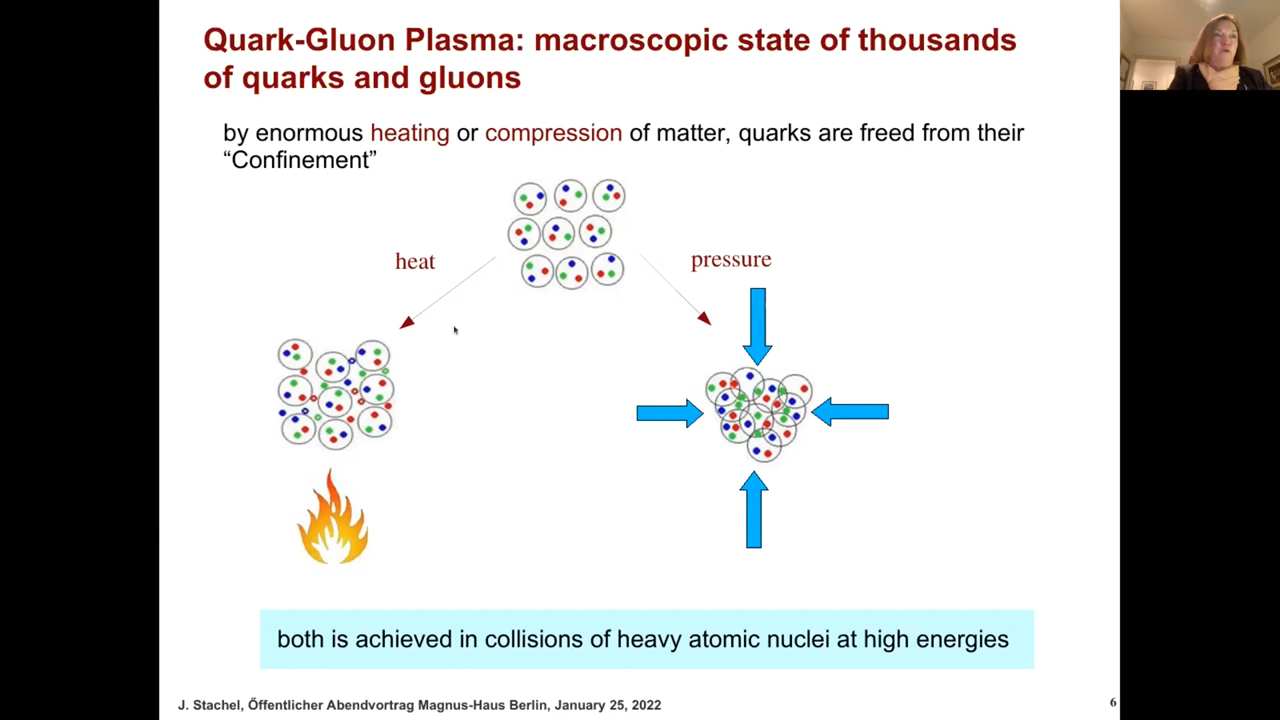 Quark-Gluon Plasma: macroscopic state of thousands
of quarks and gluons
by enormous heating or compression of matter, quarks are freed from their
“Confinement”
heat
pressure
both is achieved in collisions of heavy atomic nuclei at high energies
J. Stachel, Őffentlicher Abendvortrag Magnus-Haus Berlin, January 25, 2022
6